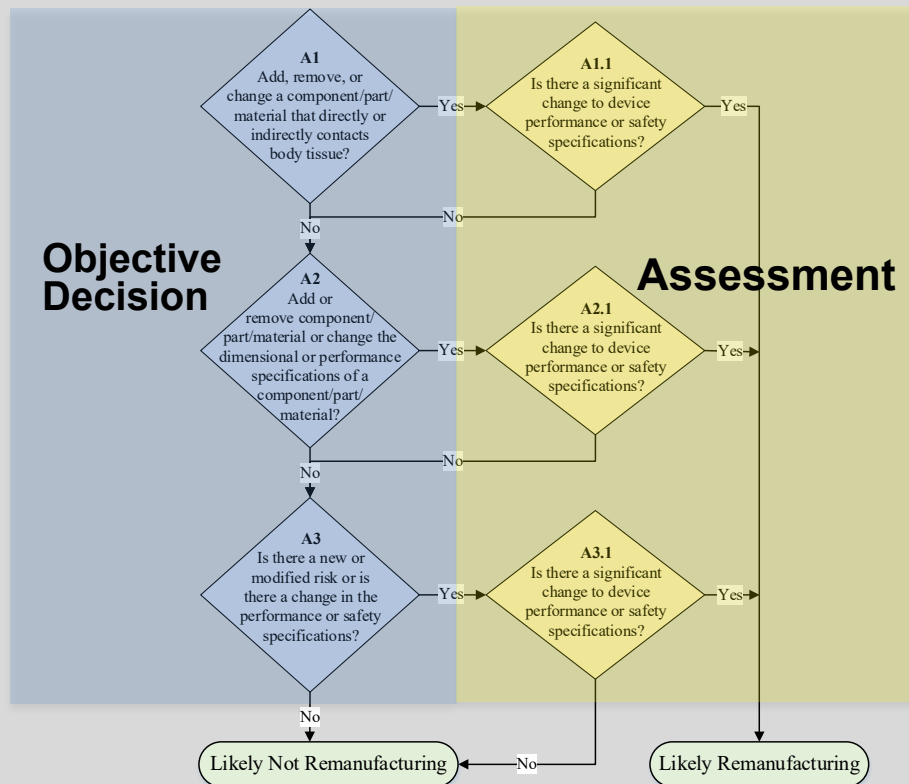 A1
Add, remove, or
change a component/part/
material that directly or
indirectly contacts
body tissue?
Yes
A1.1
Is there a significant
change to device
performance or safety
specifications?
Yes
No
No
Objective
Decision
Assessment
A2
Add or
remove component/
part/material or change the
dimensional or performance
specifications of a
component/part/
material?
Yes
A2.1
Is there a significant
change to device
performance or safety
specifications?
Yes
No
No
A3
Is there a new or
modified risk or is
there a change in the
performance or safety
specifications?
Yes
A3.1
Is there a significant
change to device
performance or safety
specifications?
Yes
No
Likely Not Remanufacturing
No
Likely Remanufacturing